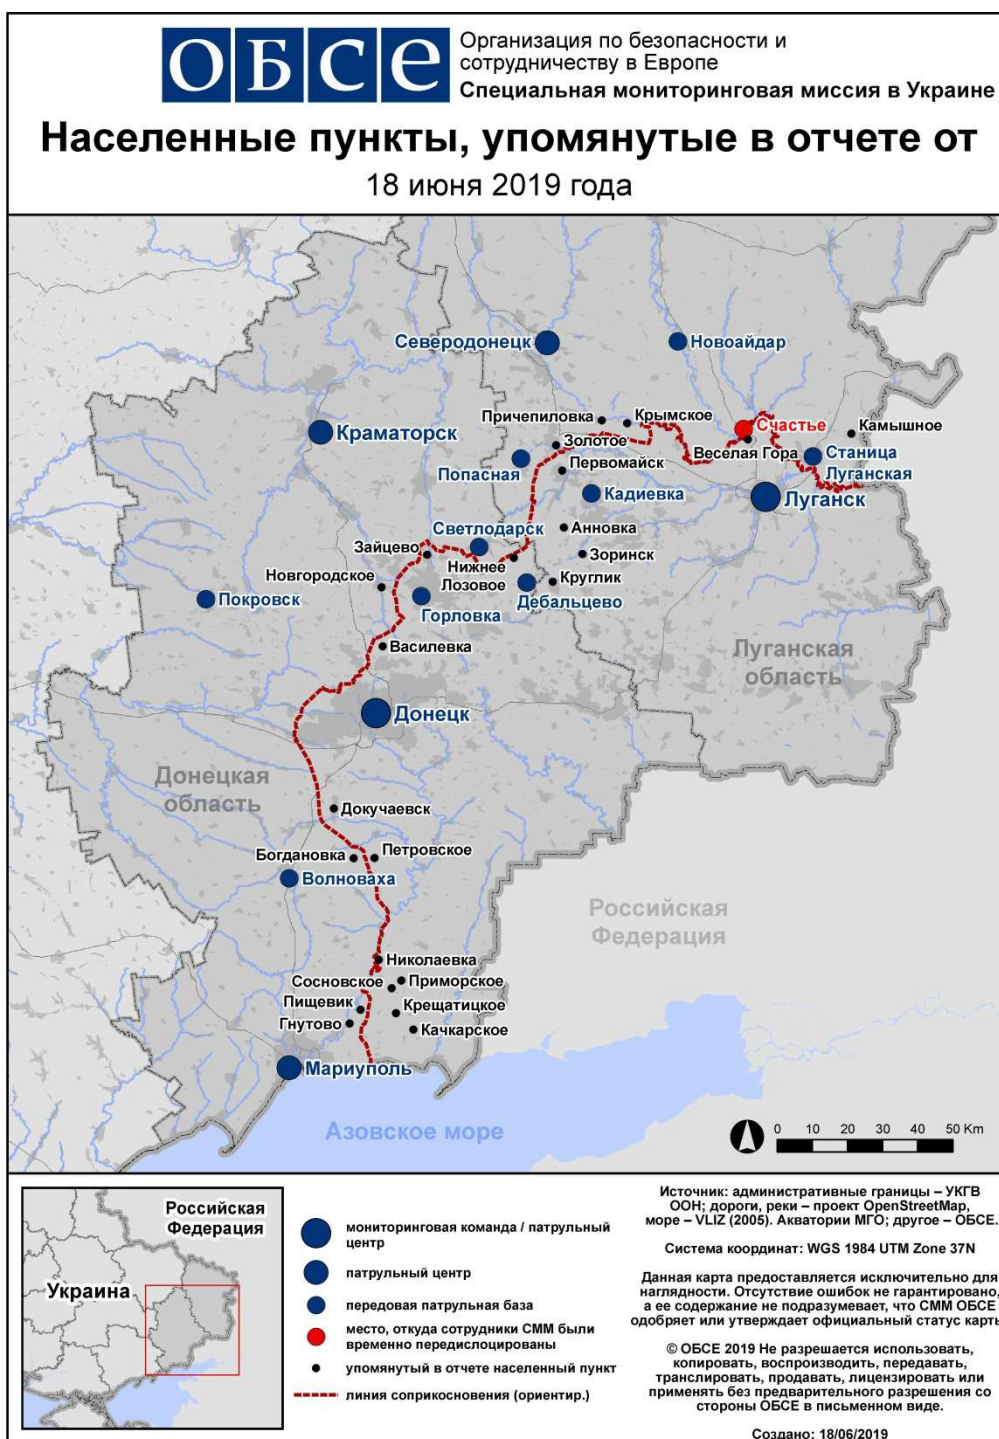 ОБСЕ
Организация по безопасности и
сотрудничеству в Европе
Специальная мониторинговая миссия в Украине
Населенные пункты, упомянутые в отчете от
18 июня 2019 года
Северодонецк
Новоайдар
Причепиловка
Крымское
Счастье
Камышное
Краматорск
Золотое
Веселая Гора
Станица
Луганская
Попасная
Первомайск
Кадиевка
Луганск
Светлодарск
Анновка
Зайцево
Нижнее
Лозовое
Зоринск
Новгородское
Круглик
Покровск
Горловка
Дебальцево
Василевка
Луганская
область
Донецк
Донецкая
область
Докучаевск
Богдановка
Петровское
Волноваха
Российская
Федерация
Николаевка
Сосновское
Приморское
Пищевик
Крещатицкое
Гнутово
Качкарское
Мариуполь
Азовское море
0 10 20 30 40 50 Km
Российская
Федерация
Украина
мониторинговая команда / патрульный
центр
патрульный центр
передовая патрульная база
место, откуда сотрудники СММ были
временно передислоцированы
упомянутый в отчете населенный пункт
линия соприкосновения (ориентир.)
Источник: административные границы – УКГВ
ООН; дороги, реки – проект OpenStreetMap,
море – VLIZ (2005). Акватории МГО; другое – ОБСЕ.
Система координат: WGS 1984 UTM Zone 37N
Данная карта предоставляется исключительно для
наглядности. Отсутствие ошибок не гарантировано,
а ее содержание не подразумевает, что СММ ОБСЕ
одобряет или утверждает официальный статус карты
© ОБСЕ 2019 Не разрешается использовать,
копировать, воспроизводить, передавать,
транслировать, продавать, лицензировать или
применять без предварительного разрешения со
стороны ОБСЕ в письменном виде.
Создано: 18/06/2019